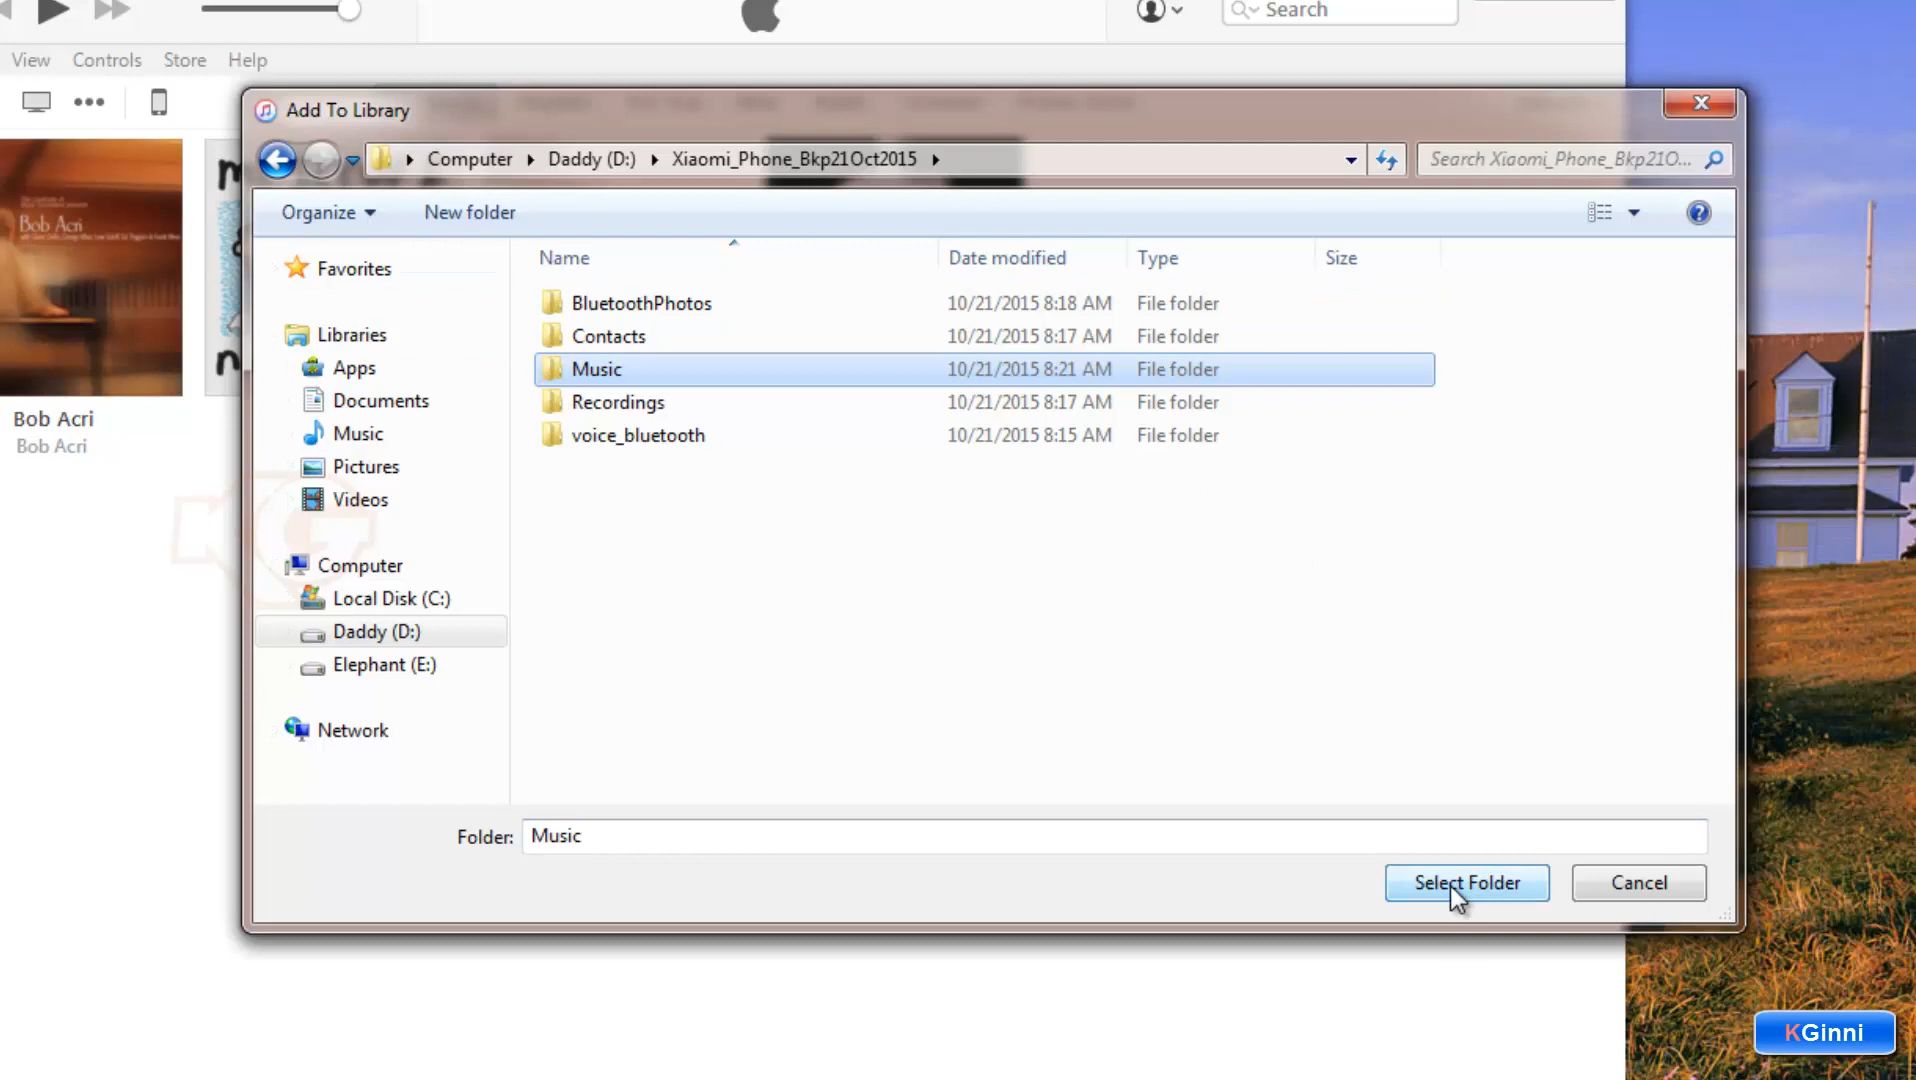 Search
View Controls Store Help
Add To Library
Computer Daddy (D:) Xiaomi_Phone_Bkp21Oct2015
Search Xiaomi_Phone_Bkp21O...
Organize New folder
Name Date modified Type Size
Favorites
Libraries
Apps
Documents
Music
Pictures
Videos
Computer
Local Disk (C:)
Daddy (D:)
Elephant (E:)
Network
BluetoothPhotos 10/21/2015 8:18 AM File folder
Contacts 10/21/2015 8:17 AM File folder
Music 10/21/2015 8:21 AM File folder
Recordings 10/21/2015 8:17 AM File folder
voice_bluetooth 10/21/2015 8:15 AM File folder
Bob Acri
Bob Acri
Bob Acri
Folder: Music
Select Folder Cancel
KG
KGinni